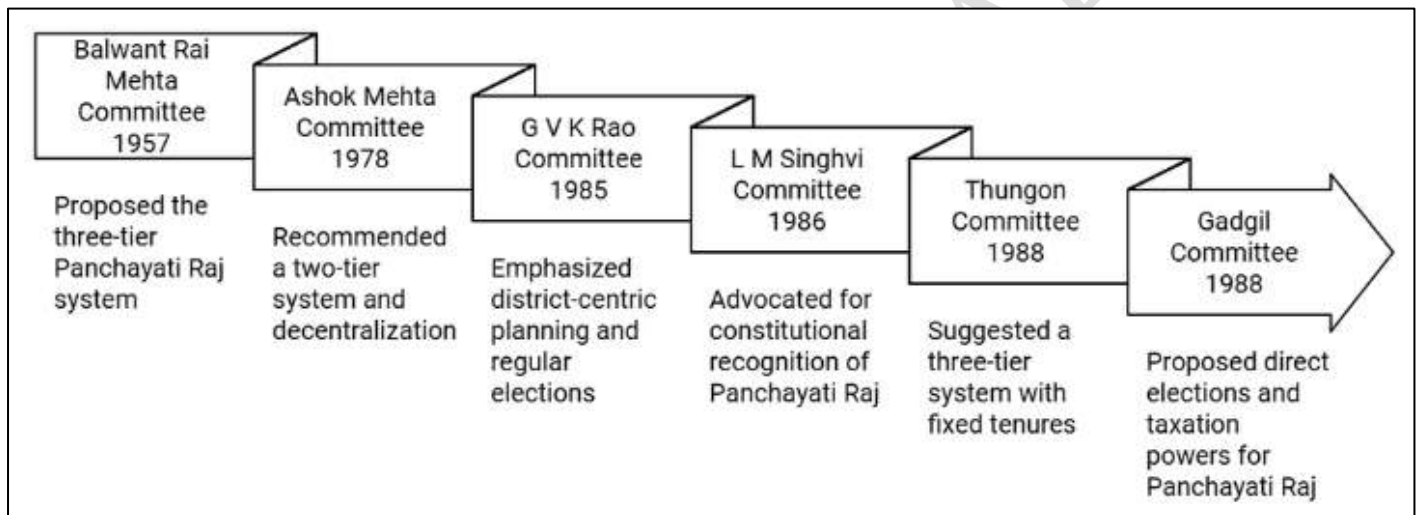 Balwant Rai
Mehta
Committee
1957
Proposed the
three-tier
Panchayati Raj
system
Ashok Mehta
Committee
1978
Recommended
a two-tier
system and
decentralization
G V K Rao
Committee
1985
Emphasized
district-centric
planning and
regular
elections
L M Singhvi
Committee
1986
Advocated for
constitutional
recognition of
Panchayati Raj
Thungon
Committee
1988
Suggested a
three-tier
system with
fixed tenures
Gadgil
Committee
1988
Proposed direct
elections and
taxation
powers for
Panchayati Raj